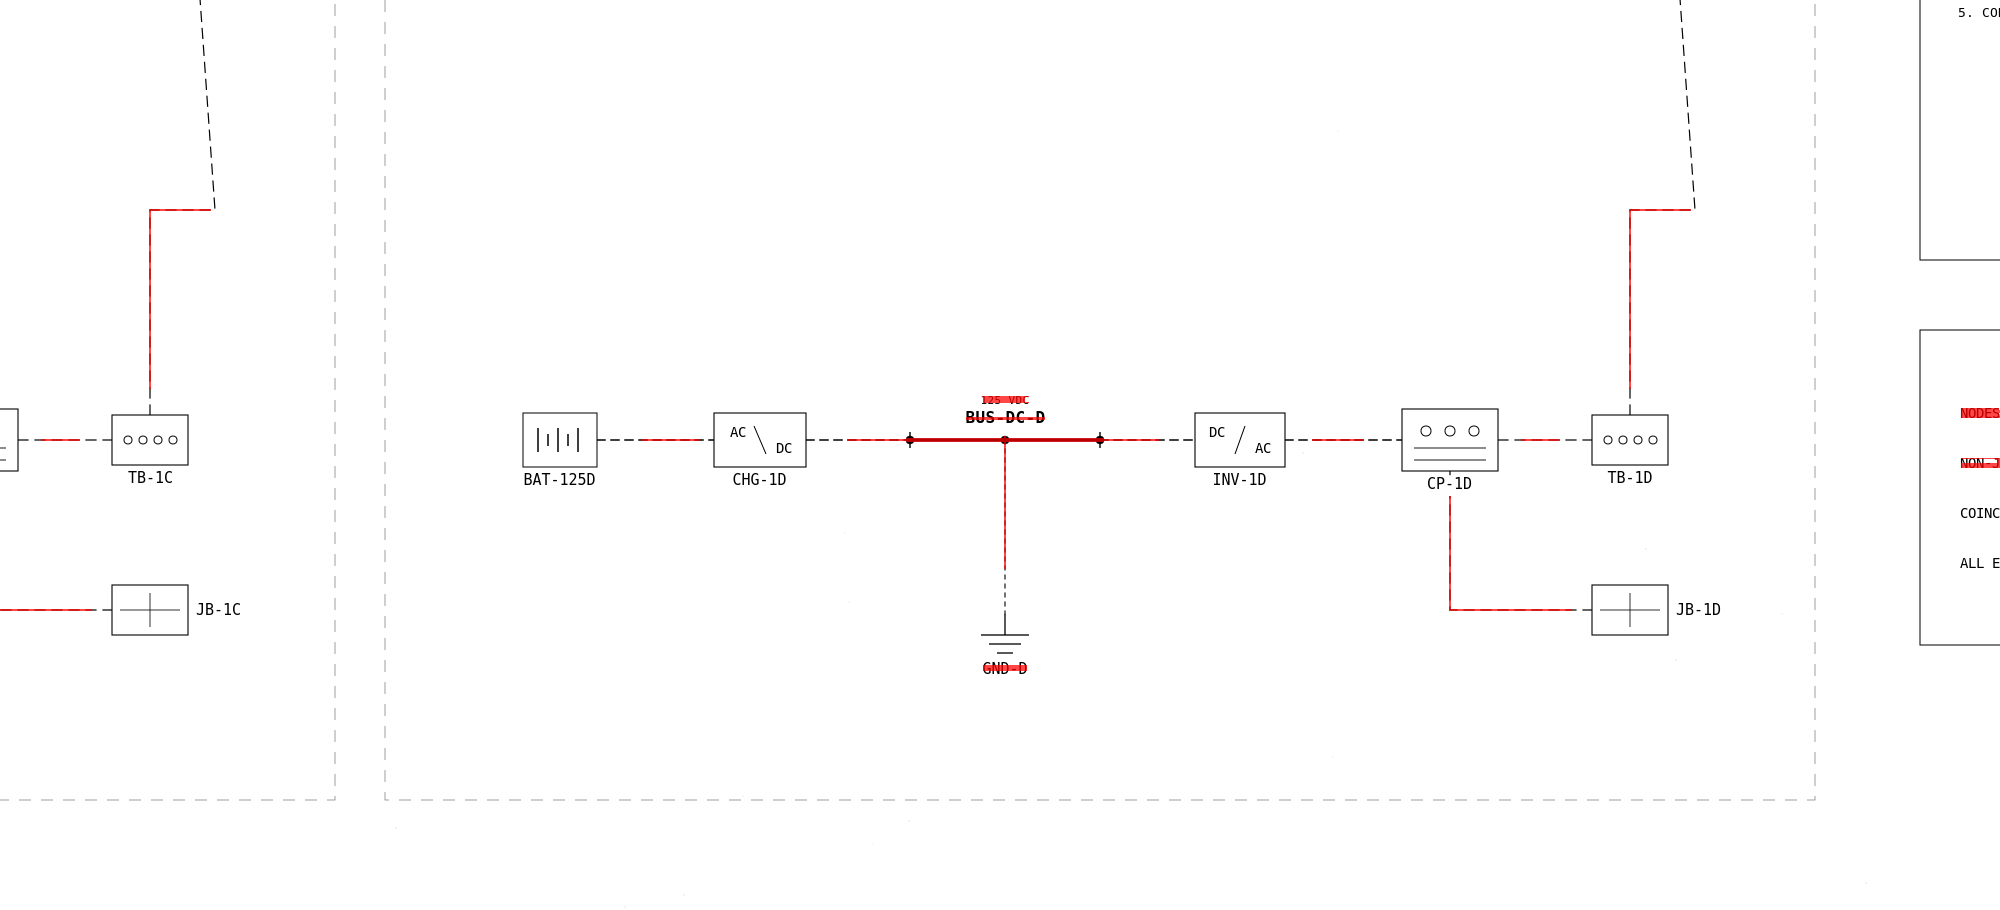 5. CO
125 VDC
BUS-DC-D
AC
DC
DC
AC
TB-1C
BAT-125D
CHG-1D
INV-1D
CP-1D
TB-1D
NODES
NON-J
COINC
ALL E
JB-1C
JB-1D
GND-D